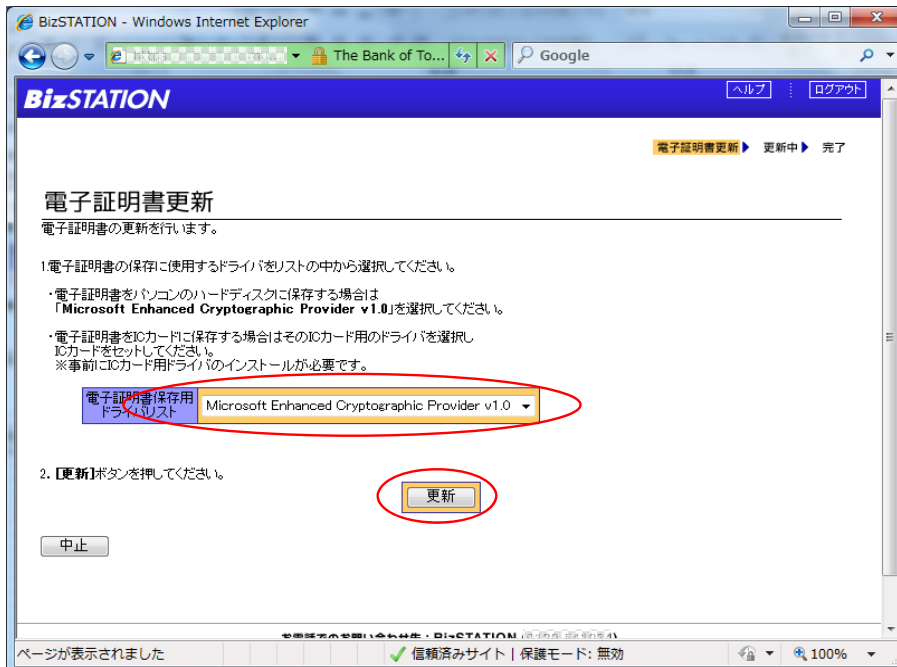 BizSTATION - Windows Internet Explorer
The Bank of To...
Google
BizSTATION
ヘルプ
ログアウト
電子証明書更新 更新中 完了
電子証明書更新
電子証明書の更新を行います。
1.電子証明書の保存に使用するドライバをリストの中から選択してください。
・電子証明書をパソコンのハードディスクに保存する場合は
「Microsoft Enhanced Cryptographic Provider v1.0」を選択してください。
・電子証明書をICカードに保存する場合はそのICカード用のドライバを選択し
ICカードをセットしてください。
※事前にICカード用ドライバのインストールが必要です。
電子証明書保存用
ドライバリスト
Microsoft Enhanced Cryptographic Provider v1.0
2. [更新]ボタンを押してください。
更新
中止
お電話でのお問い合わせ先：BizSTATION
ページが表示されました
信頼済みサイト | 保護モード: 無効
100%